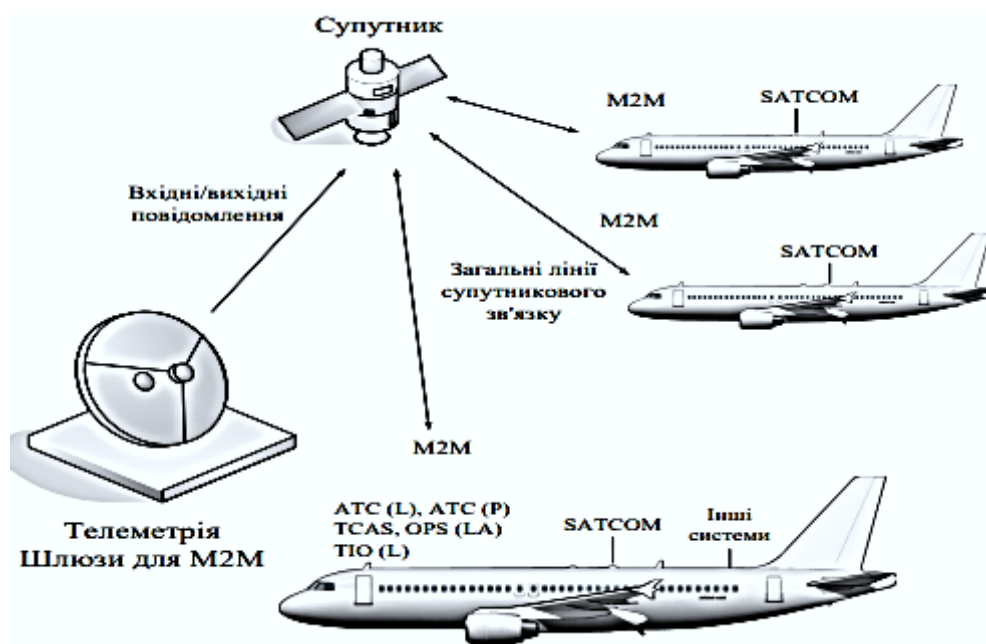 Супутник
M2M
SATCOM
Вхідні/вихідні
повідомлення
M2M
SATCOM
Загальні лінії
супутникового
зв'язку
M2M
ATC (L), ATC (P)
TCAS, OPS (LA)
TIO (L)
SATCOM
Інші
системи
Телеметрія
Шлюзи для M2M